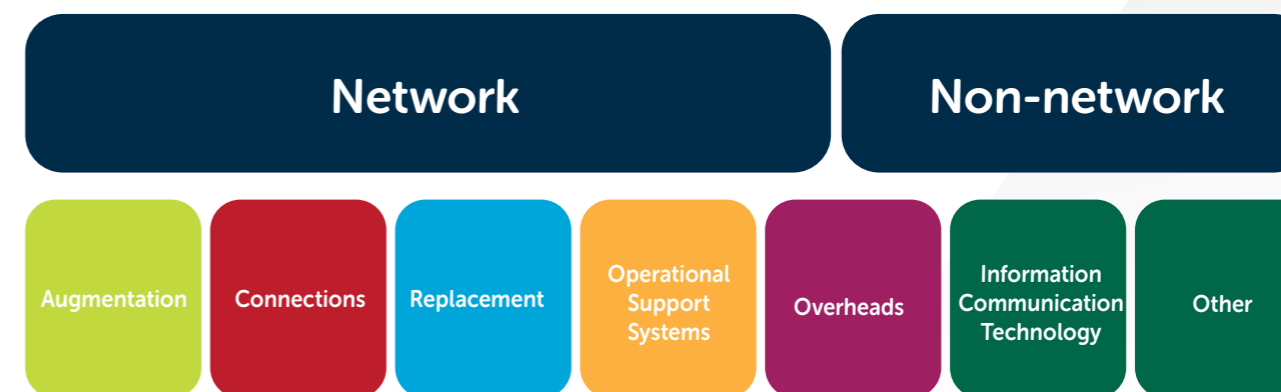 Network
Non-network
Augmentation
Connections
Replacement
Operational
Support
Systems
Overheads
Information
Communication
Technology
Other